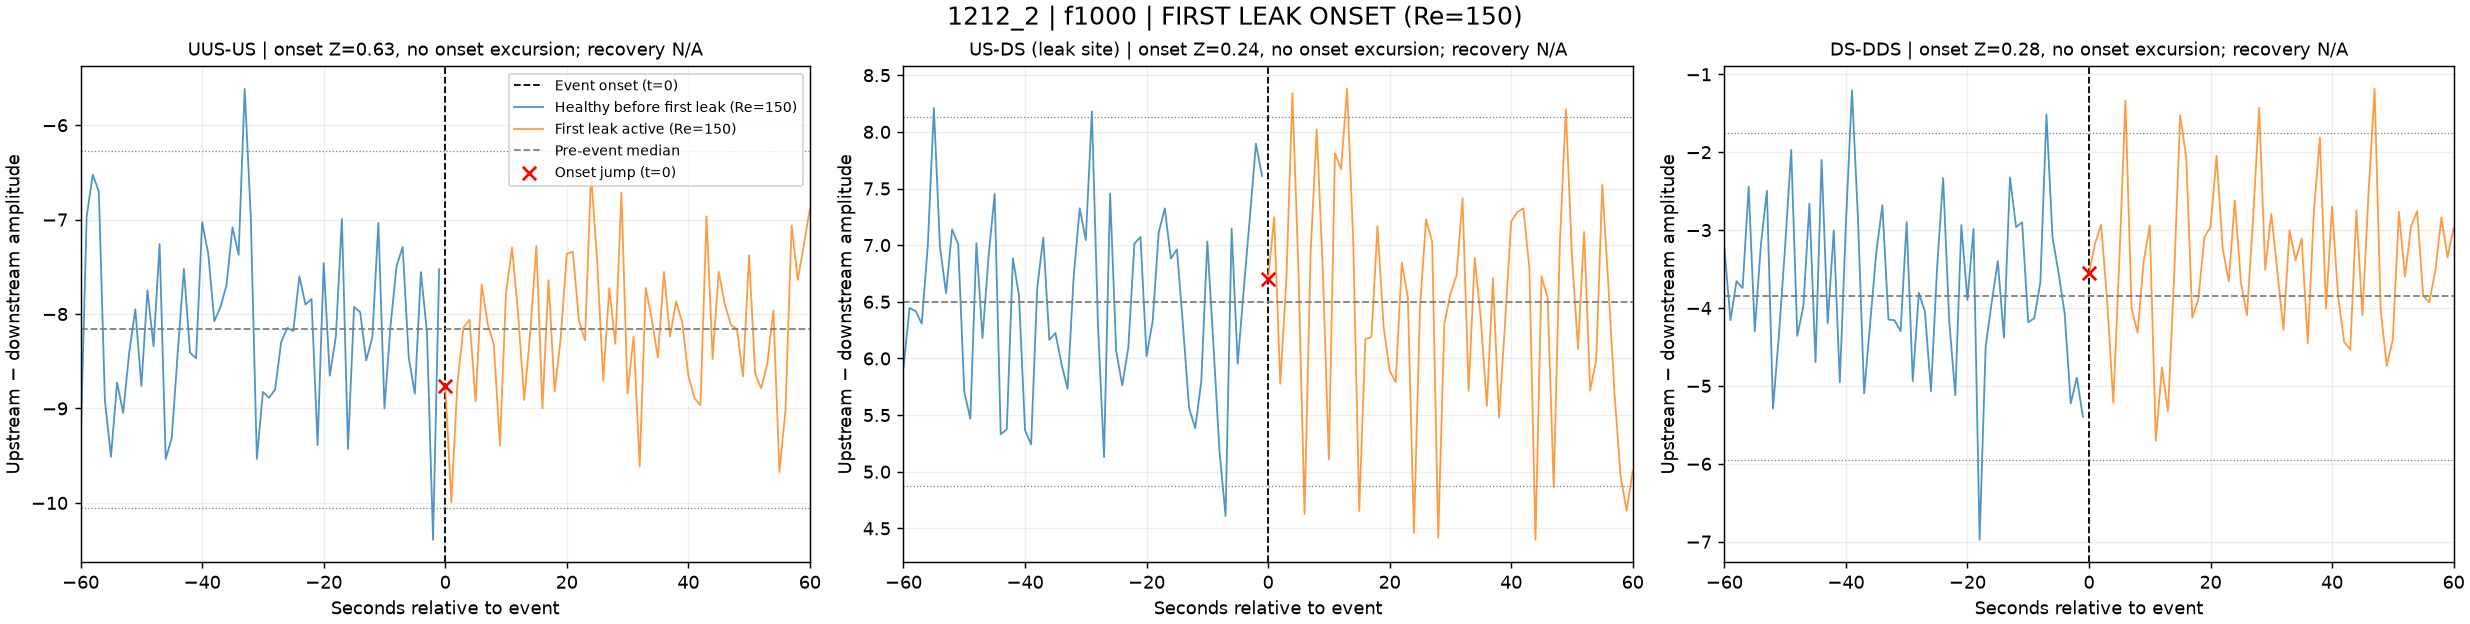 1212_2 | f1000 | FIRST LEAK ONSET (Re=150)
UUS-US | onset Z=0.63, no onset excursion; recovery N/A
Upstream − downstream amplitude
−6
−7
−8
−9
−10
Event onset (t=0)
Healthy before first leak (Re=150)
First leak active (Re=150)
Pre-event median
Onset jump (t=0)
−60
−40
−20
0
20
40
60
Seconds relative to event
US-DS (leak site) | onset Z=0.24, no onset excursion; recovery N/A
Upstream − downstream amplitude
8.5
8.0
7.5
7.0
6.5
6.0
5.5
5.0
4.5
−60
−40
−20
0
20
40
60
Seconds relative to event
DS-DDS | onset Z=0.28, no onset excursion; recovery N/A
Upstream − downstream amplitude
−1
−2
−3
−4
−5
−6
−7
−60
−40
−20
0
20
40
60
Seconds relative to event